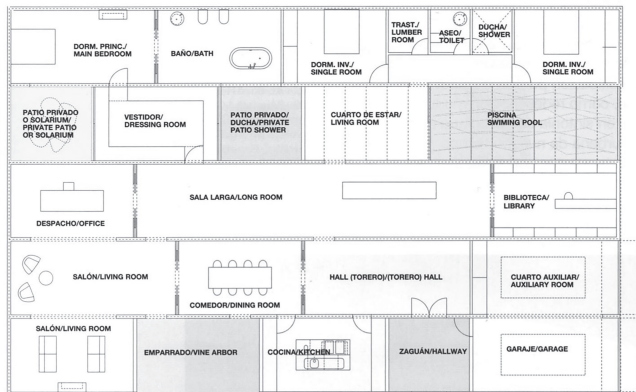 DORM. PRINC./
MAIN BEDROOM
BAÑO/BATH
DORM. INV./
SINGLE ROOM
TRAST./
LUMBER
ROOM
ASEO/
TOILET
DUCHA/
SHOWER
DORM. INV./
SINGLE ROOM
PATIO PRIVADO
O SOLARIUM/
PRIVATE PATIO
OR SOLARIUM
VESTIDOR/
DRESSING ROOM
PATIO PRIVADO/
DUCHA/PRIVATE
PATIO SHOWER
CUARTO DE ESTAR/
LIVING ROOM
PISCINA
SWIMING POOL
DESPACHO/OFFICE
SALA LARGA/LONG ROOM
BIBLIOTECA/
LIBRARY
SALÓN/LIVING ROOM
COMEDOR/DINING ROOM
HALL (TORERO)/(TORERO) HALL
CUARTO AUXILIAR/
AUXILIARY ROOM
SALÓN/LIVING ROOM
EMPARRADO/VINE ARBOR
COCINA/KITCHEN
ZAGUÁN/HALLWAY
GARAJE/GARAGE